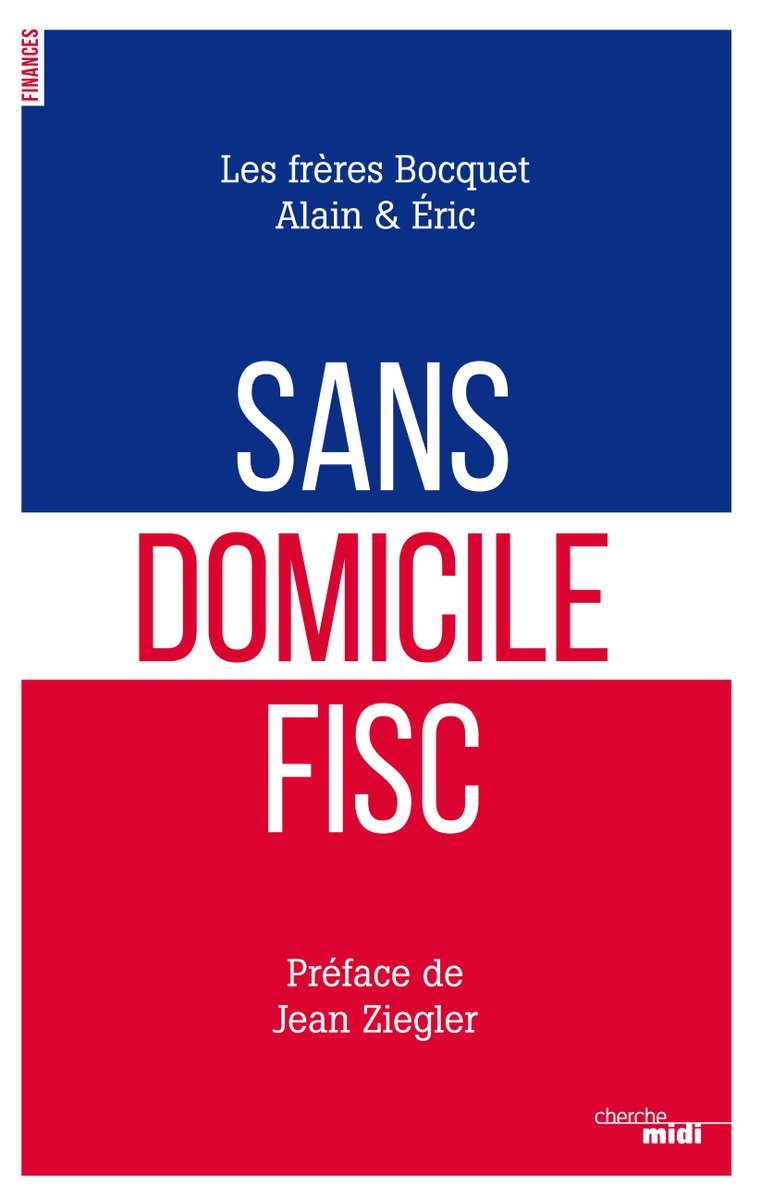 FINANCES
Les frères Bocquet
Alain & Éric
SANS
DOMICILE
FISC
Préface de
Jean Ziegler
cherche
midi